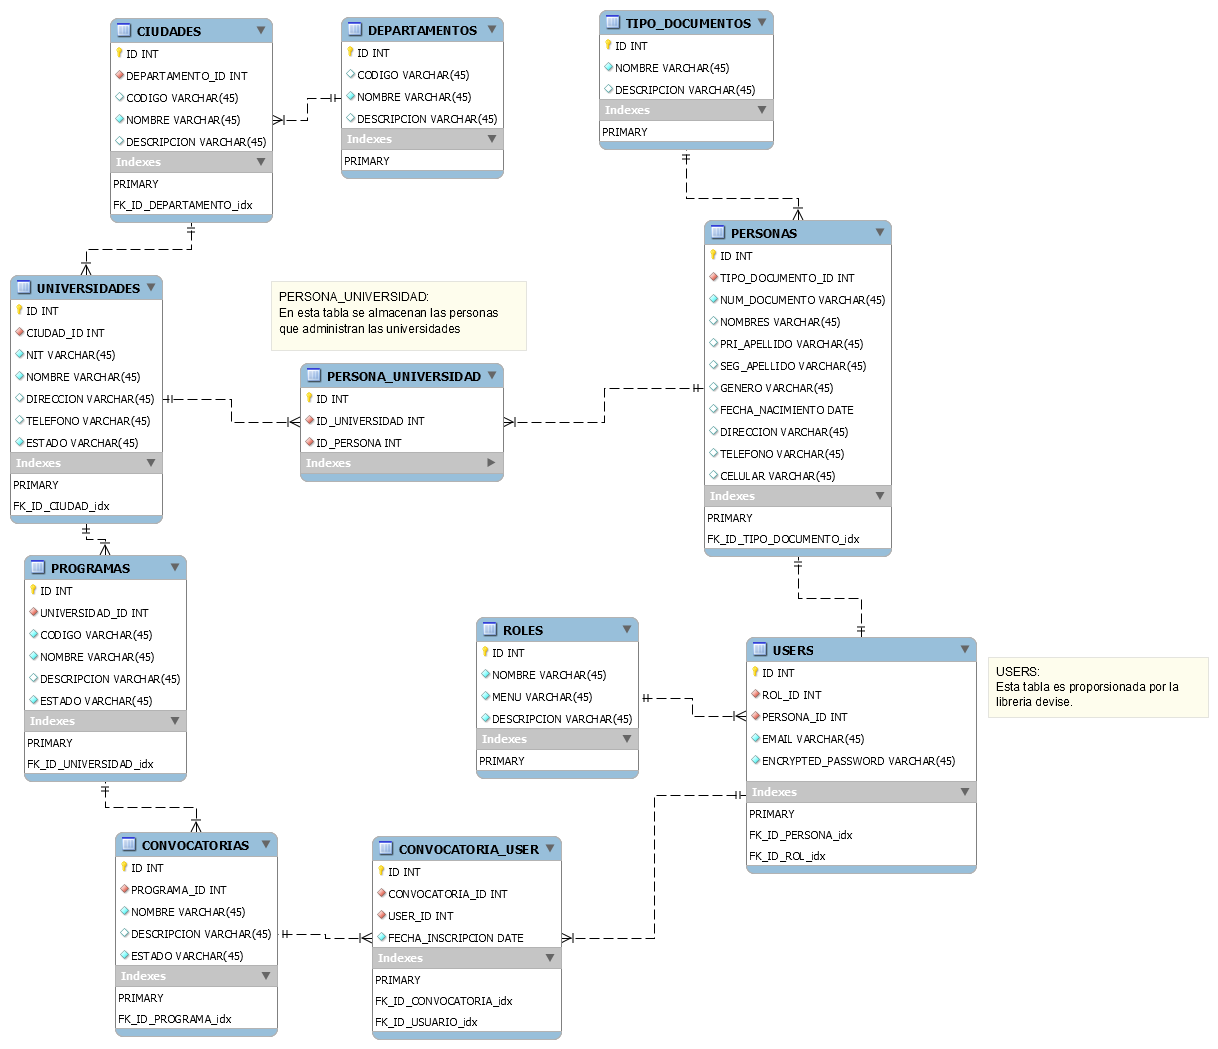 CIUDADES
ID INT
DEPARTAMENTO_ID INT
CODIGO VARCHAR(45)
NOMBRE VARCHAR(45)
DESCRIPCION VARCHAR(45)
Indexes
PRIMARY
FK_ID_DEPARTAMENTO_idx
DEPARTAMENTOS
ID INT
CODIGO VARCHAR(45)
NOMBRE VARCHAR(45)
DESCRIPCION VARCHAR(45)
Indexes
PRIMARY
TIPO_DOCUMENTOS
ID INT
NOMBRE VARCHAR(45)
DESCRIPCION VARCHAR(45)
Indexes
PRIMARY
PERSONAS
ID INT
TIPO_DOCUMENTO_ID INT
NUM_DOCUMENTO VARCHAR(45)
NOMBRES VARCHAR(45)
PRI_APELLIDO VARCHAR(45)
SEG_APELLIDO VARCHAR(45)
GENERO VARCHAR(45)
FECHA_NACIMIENTO DATE
DIRECCION VARCHAR(45)
TELEFONO VARCHAR(45)
CELULAR VARCHAR(45)
Indexes
PRIMARY
FK_ID_TIPO_DOCUMENTO_idx
UNIVERSIDADES
ID INT
CIUDAD_ID INT
NIT VARCHAR(45)
NOMBRE VARCHAR(45)
DIRECCION VARCHAR(45)
TELEFONO VARCHAR(45)
ESTADO VARCHAR(45)
Indexes
PRIMARY
FK_ID_CIUDAD_idx
PERSONA_UNIVERSIDAD:
En esta tabla se almacenan las personas
que administran las universidades
PERSONA_UNIVERSIDAD
ID INT
ID_UNIVERSIDAD INT
ID_PERSONA INT
Indexes
PROGRAMAS
ID INT
UNIVERSIDAD_ID INT
CODIGO VARCHAR(45)
NOMBRE VARCHAR(45)
DESCRIPCION VARCHAR(45)
ESTADO VARCHAR(45)
Indexes
PRIMARY
FK_ID_UNIVERSIDAD_idx
ROLES
ID INT
NOMBRE VARCHAR(45)
MENU VARCHAR(45)
DESCRIPCION VARCHAR(45)
Indexes
PRIMARY
USERS
ID INT
ROL_ID INT
PERSONA_ID INT
EMAIL VARCHAR(45)
ENCRYPTED_PASSWORD VARCHAR(45)
Indexes
PRIMARY
FK_ID_PERSONA_idx
FK_ID_ROL_idx
USERS:
Esta tabla es proporsionada por la
libreria devise.
CONVOCATORIAS
ID INT
PROGRAMA_ID INT
NOMBRE VARCHAR(45)
DESCRIPCION VARCHAR(45)
ESTADO VARCHAR(45)
Indexes
PRIMARY
FK_ID_PROGRAMA_idx
CONVOCATORIA_USER
ID INT
CONVOCATORIA_ID INT
USER_ID INT
FECHA_INSCRIPCION DATE
Indexes
PRIMARY
FK_ID_CONVOCATORIA_idx
FK_ID_USUARIO_idx